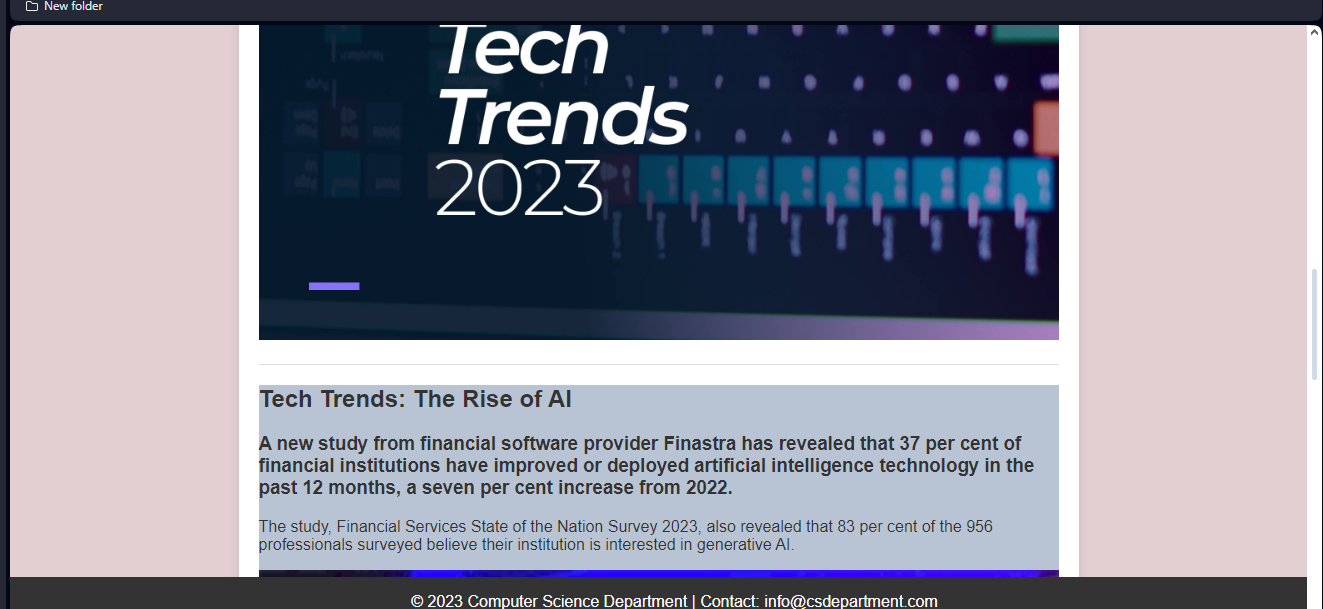 New folder
Tech
Trends
2023
Tech Trends: The Rise of AI
A new study from financial software provider Finastra has revealed that 37 per cent of
financial institutions have improved or deployed artificial intelligence technology in the
past 12 months, a seven per cent increase from 2022.
The study, Financial Services State of the Nation Survey 2023, also revealed that 83 per cent of the 956
professionals surveyed believe their institution is interested in generative AI.
© 2023 Computer Science Department | Contact: info@csdepartment.com